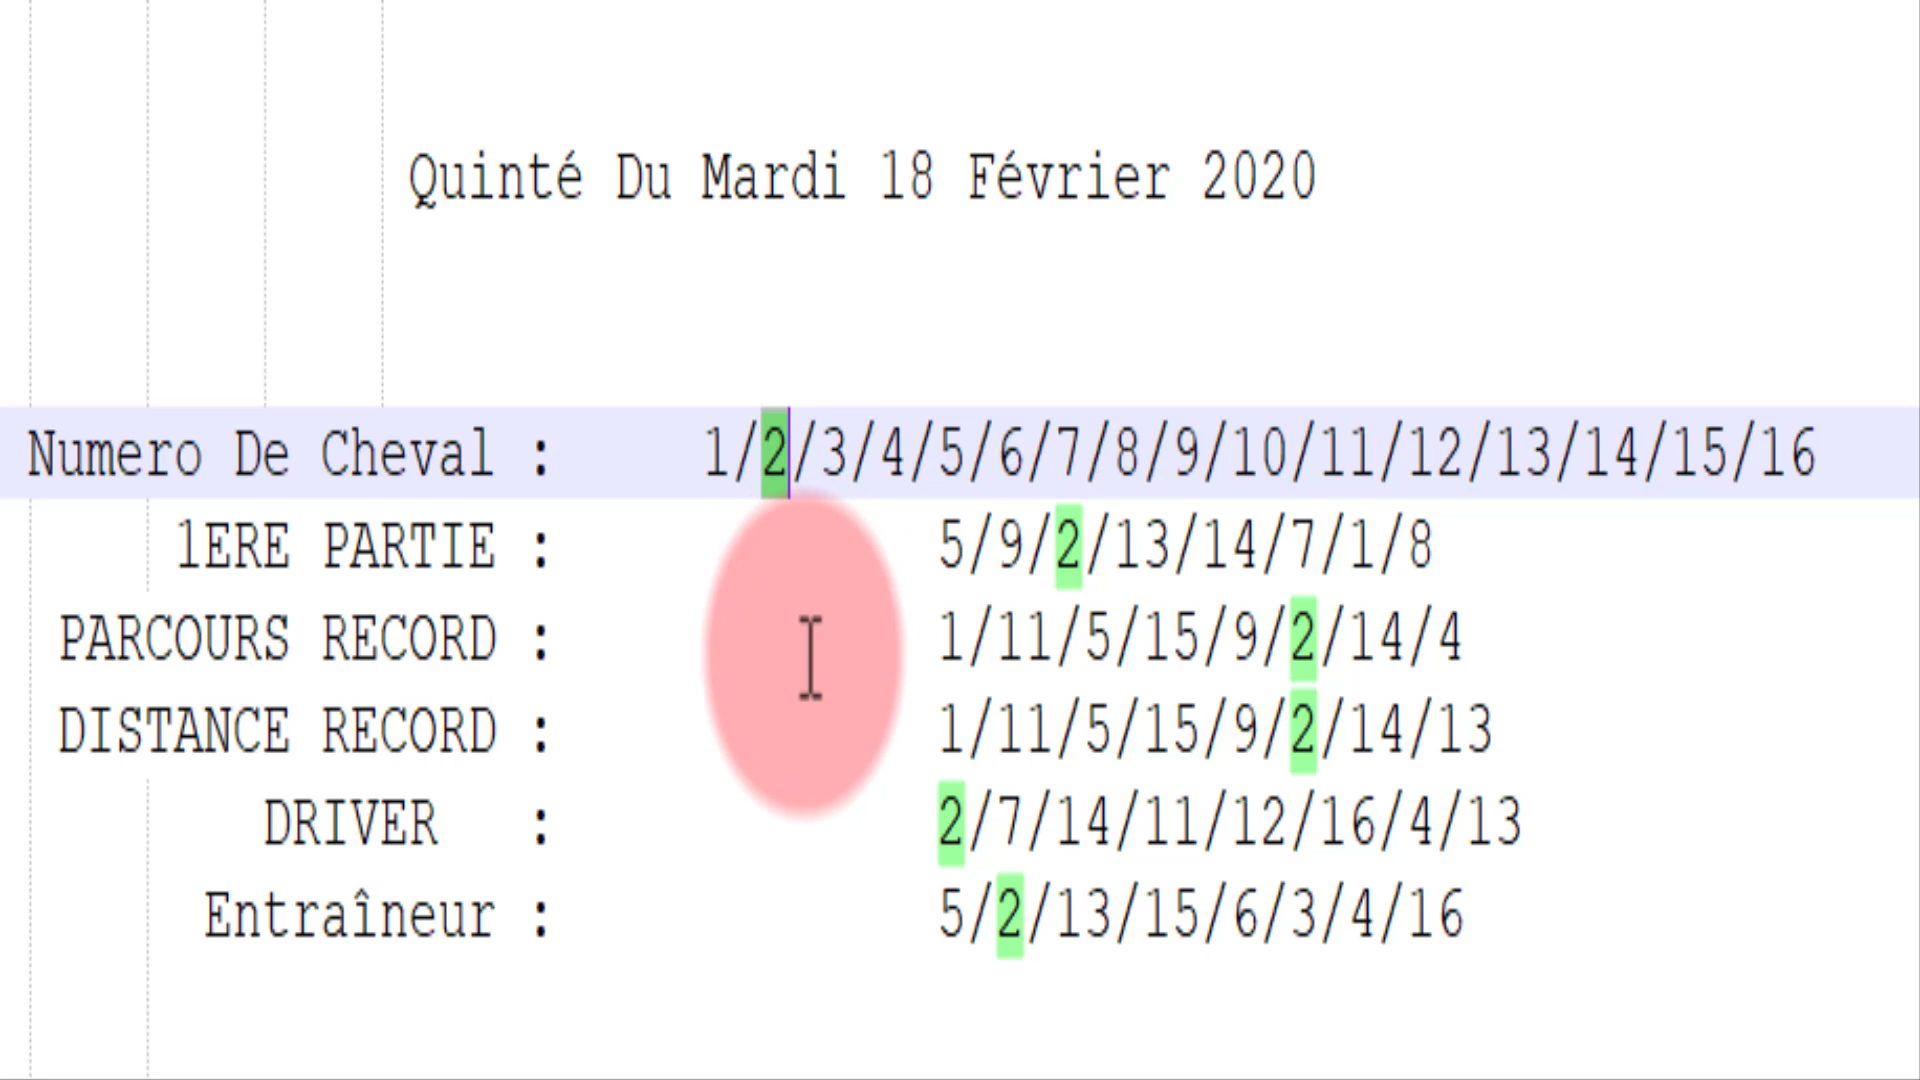 Quinté Du Mardi 18 Février 2020
Numero De Cheval : 1/2/3/4/5/6/7/8/9/10/11/12/13/14/15/16
1ERE PARTIE : 5/9/2/13/14/7/1/8
PARCOURS RECORD : 1/11/5/15/9/2/14/4
DISTANCE RECORD : 1/11/5/15/9/2/14/13
DRIVER : 2/7/14/11/12/16/4/13
Entraîneur : 5/2/13/15/6/3/4/16